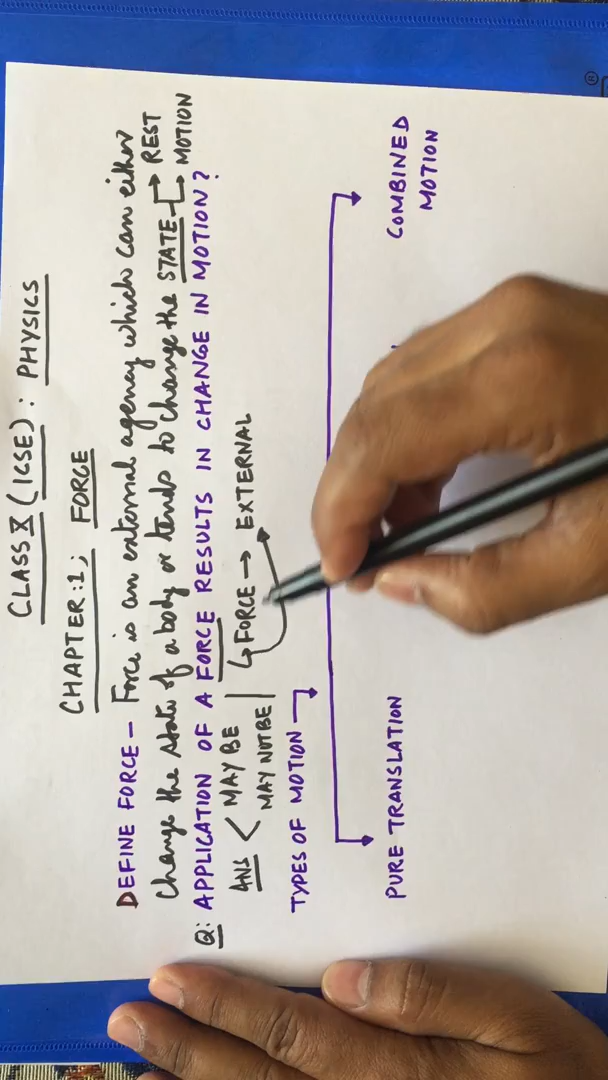 CLASS X (ICSE) : PHYSICS
CHAPTER:1; FORCE
DEFINE FORCE - Force is an external agency which can either
change the state of a body or tends to change the STATE → REST
→ MOTION
Q: APPLICATION OF A FORCE RESULTS IN CHANGE IN MOTION?
ANS < MAY BE
MAY NOT BE
↳ FORCE → EXTERNAL
TYPES OF MOTION
PURE TRANSLATION
COMBINED
MOTION
®